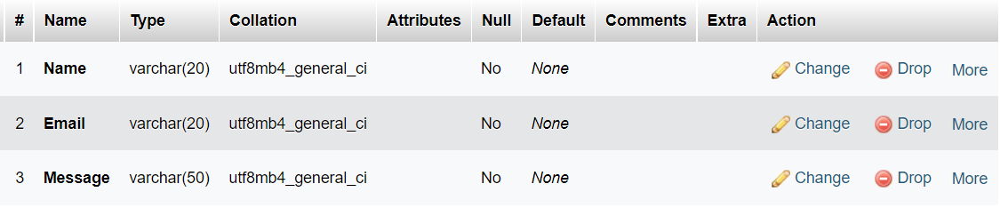 # Name Type Collation Attributes Null Default Comments Extra Action
1 Name varchar(20) utf8mb4_general_ci No None Change Drop More
2 Email varchar(20) utf8mb4_general_ci No None Change Drop More
3 Message varchar(50) utf8mb4_general_ci No None Change Drop More